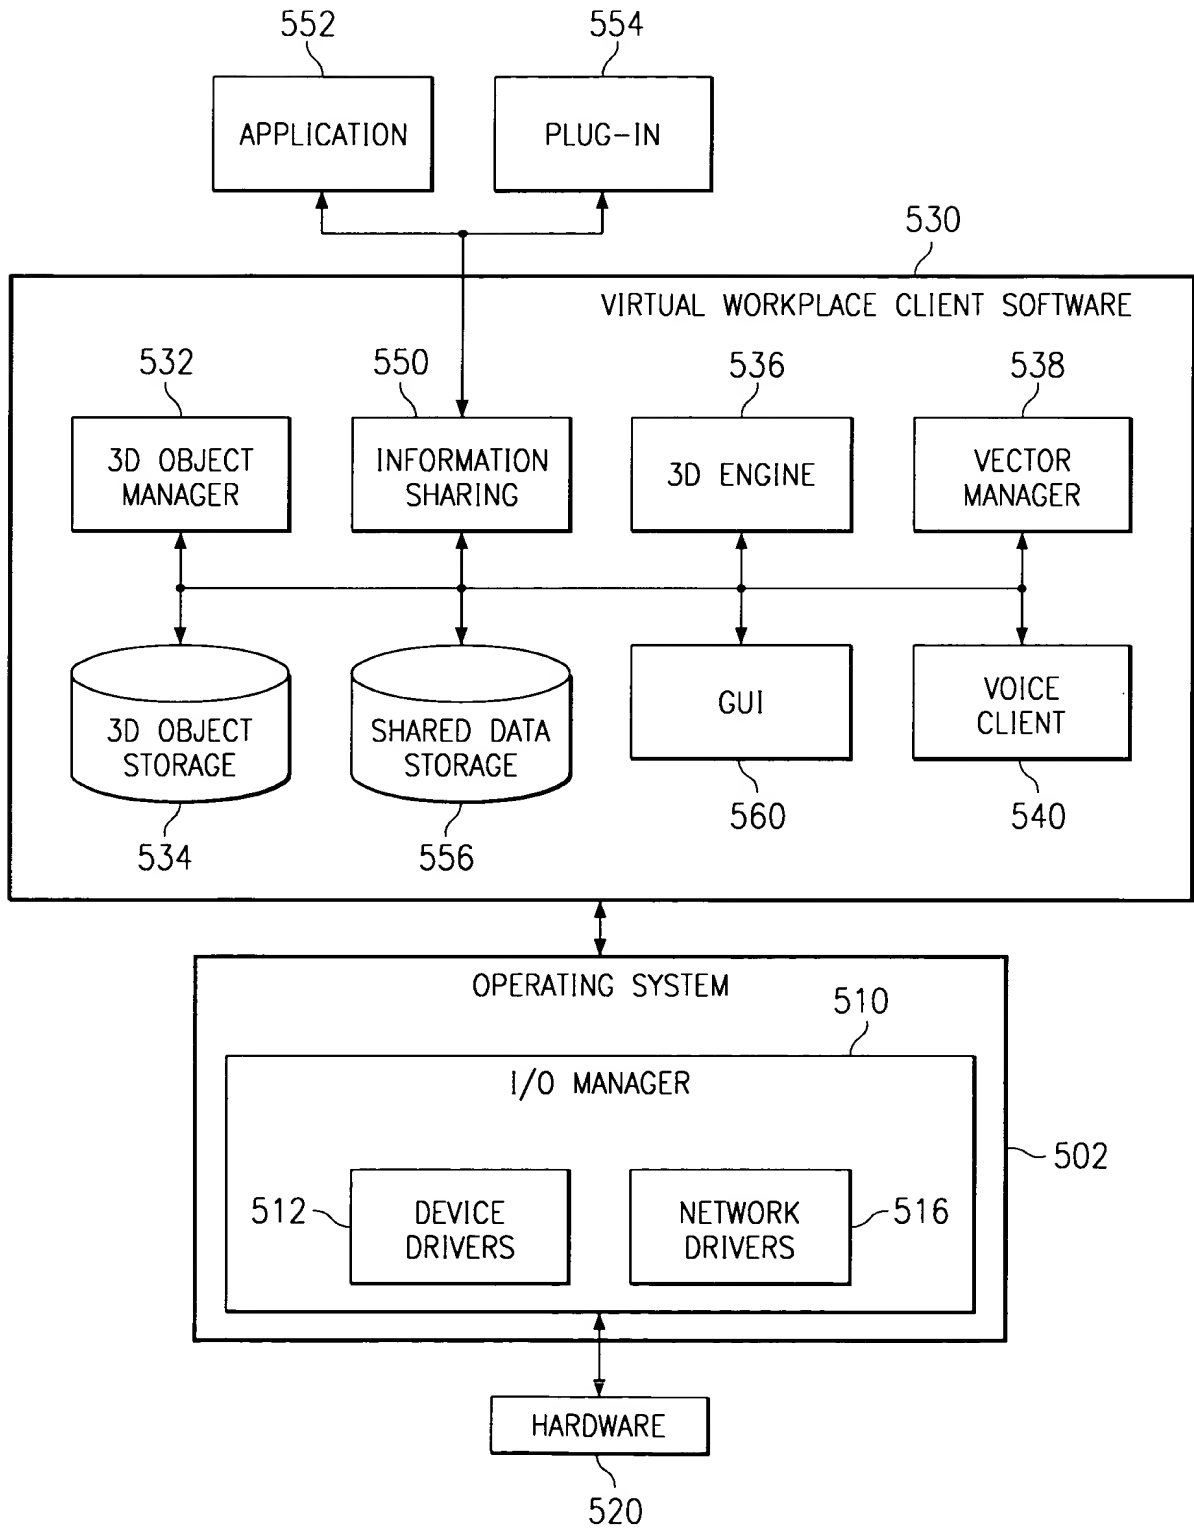 552
554
APPLICATION
PLUG-IN
530
VIRTUAL WORKPLACE CLIENT SOFTWARE
532
550
536
538
3D OBJECT
MANAGER
INFORMATION
SHARING
3D ENGINE
VECTOR
MANAGER
3D OBJECT
STORAGE
SHARED DATA
STORAGE
GUI
VOICE
CLIENT
534
556
560
540
OPERATING SYSTEM
510
I/O MANAGER
502
512
DEVICE
DRIVERS
NETWORK
DRIVERS
516
HARDWARE
520